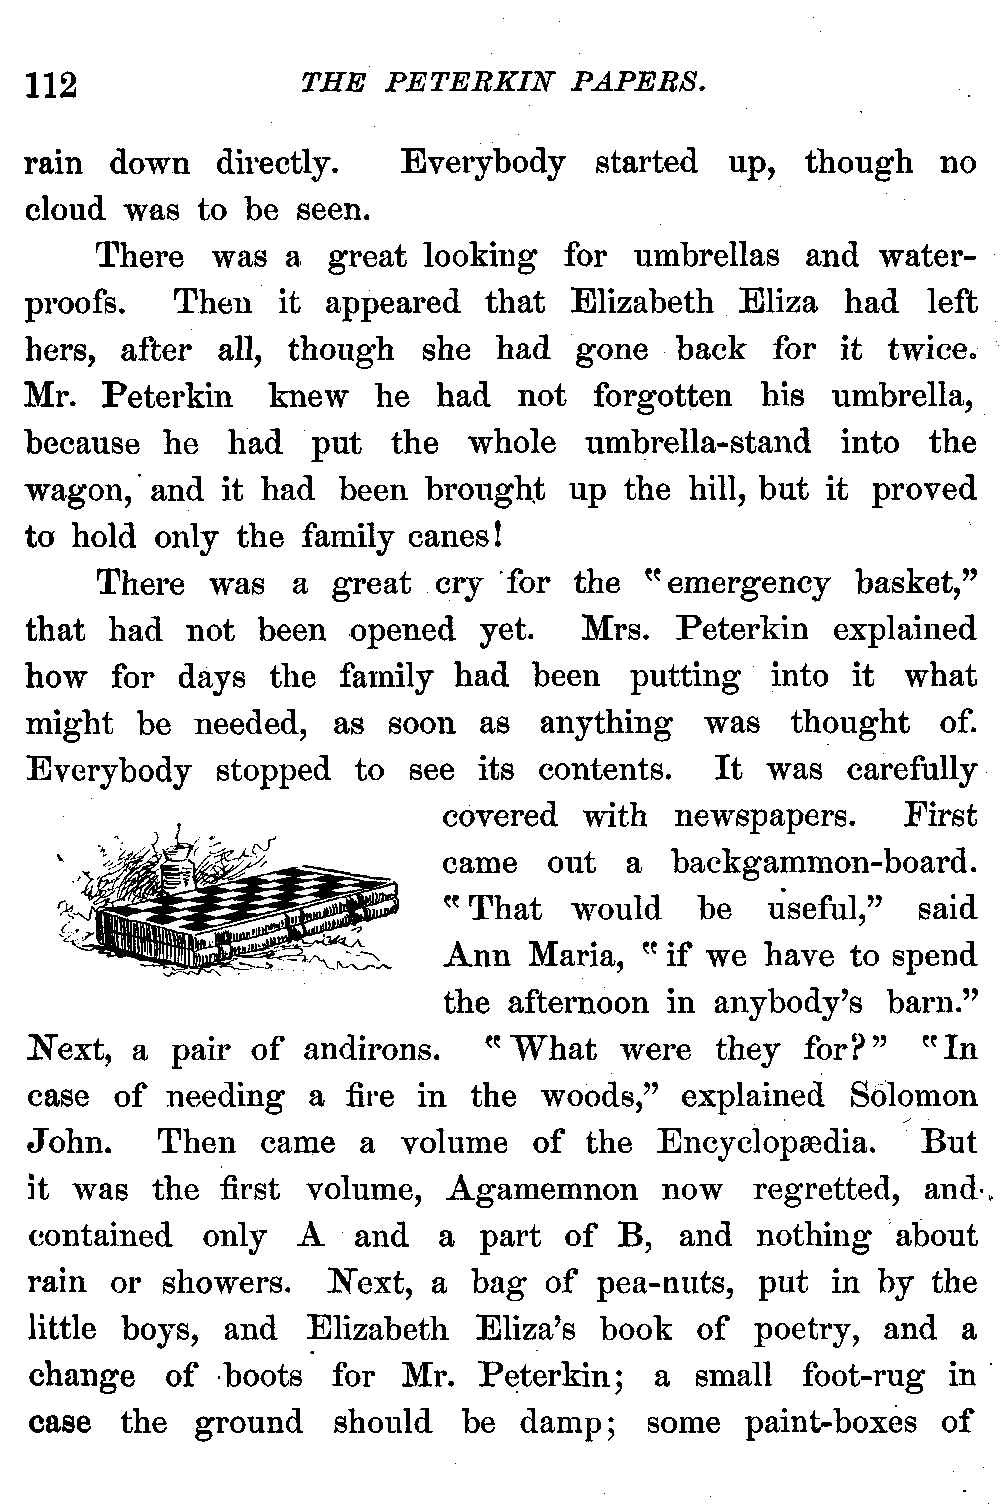 112 THE PETERKIN PAPERS.
rain down directly. Everybody started up, though no
cloud was to be seen.
There was a great looking for umbrellas and water-
proofs. Then it appeared that Elizabeth Eliza had left
hers, after all, though she had gone back for it twice.
Mr. Peterkin knew he had not forgotten his umbrella,
because he had put the whole umbrella-stand into the
wagon, and it had been brought up the hill, but it proved
to hold only the family canes!
There was a great cry for the "emergency basket,"
that had not been opened yet. Mrs. Peterkin explained
how for days the family had been putting into it what
might be needed, as soon as anything was thought of.
Everybody stopped to see its contents. It was carefully
covered with newspapers. First
came out a backgammon-board.
"That would be useful," said
Ann Maria, "if we have to spend
the afternoon in anybody's barn."
Next, a pair of andirons. "What were they for?" "In
case of needing a fire in the woods," explained Solomon
John. Then came a volume of the Encyclopædia. But
it was the first volume, Agamemnon now regretted, and
contained only A and a part of B, and nothing about
rain or showers. Next, a bag of pea-nuts, put in by the
little boys, and Elizabeth Eliza's book of poetry, and a
change of boots for Mr. Peterkin; a small foot-rug in
case the ground should be damp; some paint-boxes of